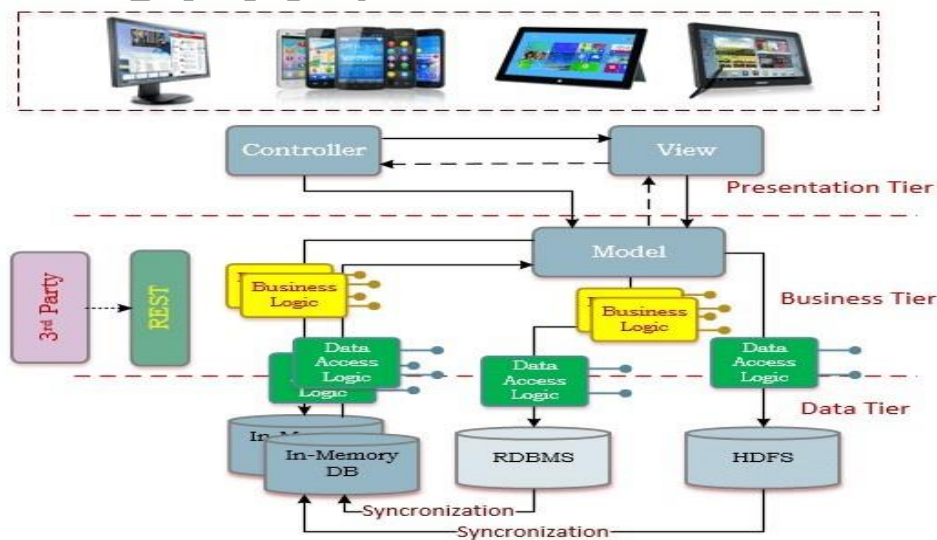 Controller
View
Presentation Tier
Model
3rd Party
REST
Business
Logic
Business
Logic
Business Tier
Data
Access
Logic
Logic
Data
Access
Logic
Data
Access
Logic
Data Tier
In-Memory
DB
RDBMS
HDFS
Syncronization
Syncronization